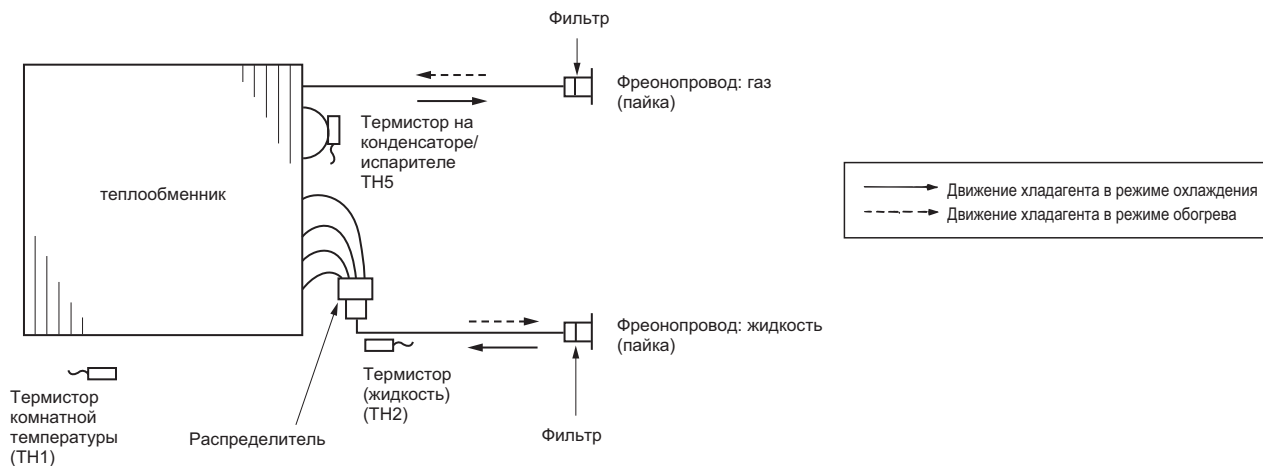 Фильтр
Фреонопровод: газ
(пайка)
Термистор на
конденсаторе/
испарителе
TH5
теплообменник
Движение хладагента в режиме охлаждения
Движение хладагента в режиме обогрева
Фреонопровод: жидкость
(пайка)
Термистор
(жидкость)
(TH2)
Термистор
комнатной
температуры
(TH1)
Распределитель
Фильтр